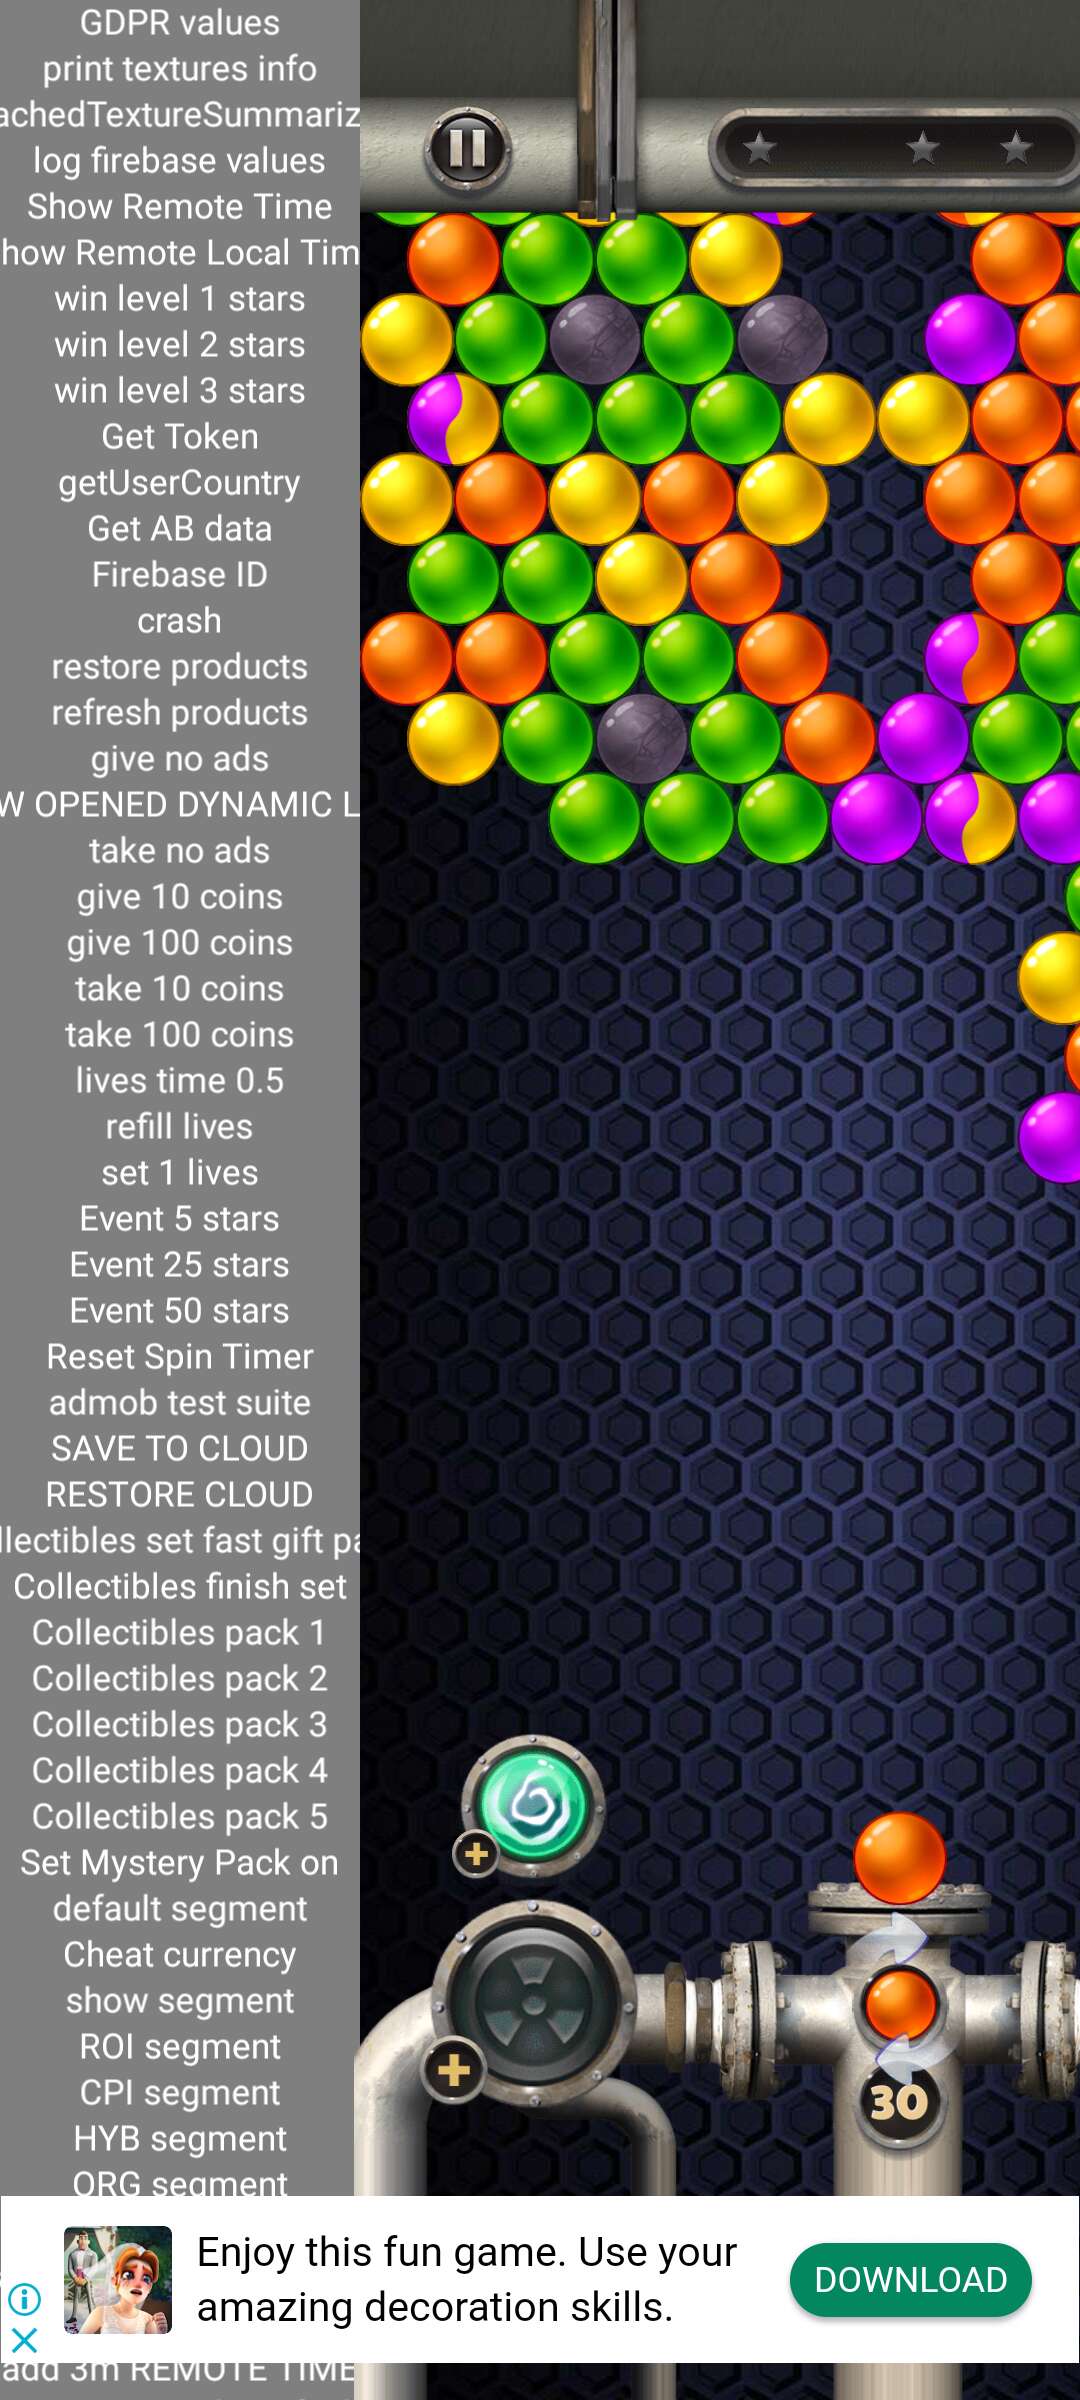 GDPR values
print textures info
achedTextureSummariz
log firebase values
Show Remote Time
how Remote Local Tim
win level 1 stars
win level 2 stars
win level 3 stars
Get Token
getUserCountry
Get AB data
Firebase ID
crash
restore products
refresh products
give no ads
W OPENED DYNAMIC L
take no ads
give 10 coins
give 100 coins
take 10 coins
take 100 coins
lives time 0.5
refill lives
set 1 lives
Event 5 stars
Event 25 stars
Event 50 stars
Reset Spin Timer
admob test suite
SAVE TO CLOUD
RESTORE CLOUD
llectibles set fast gift pa
Collectibles finish set
Collectibles pack 1
Collectibles pack 2
Collectibles pack 3
Collectibles pack 4
Collectibles pack 5
Set Mystery Pack on
default segment
Cheat currency
show segment
ROI segment
CPI segment
HYB segment
ORG segment
30
Enjoy this fun game. Use your
amazing decoration skills.
DOWNLOAD
add 3m REMOTE TIME